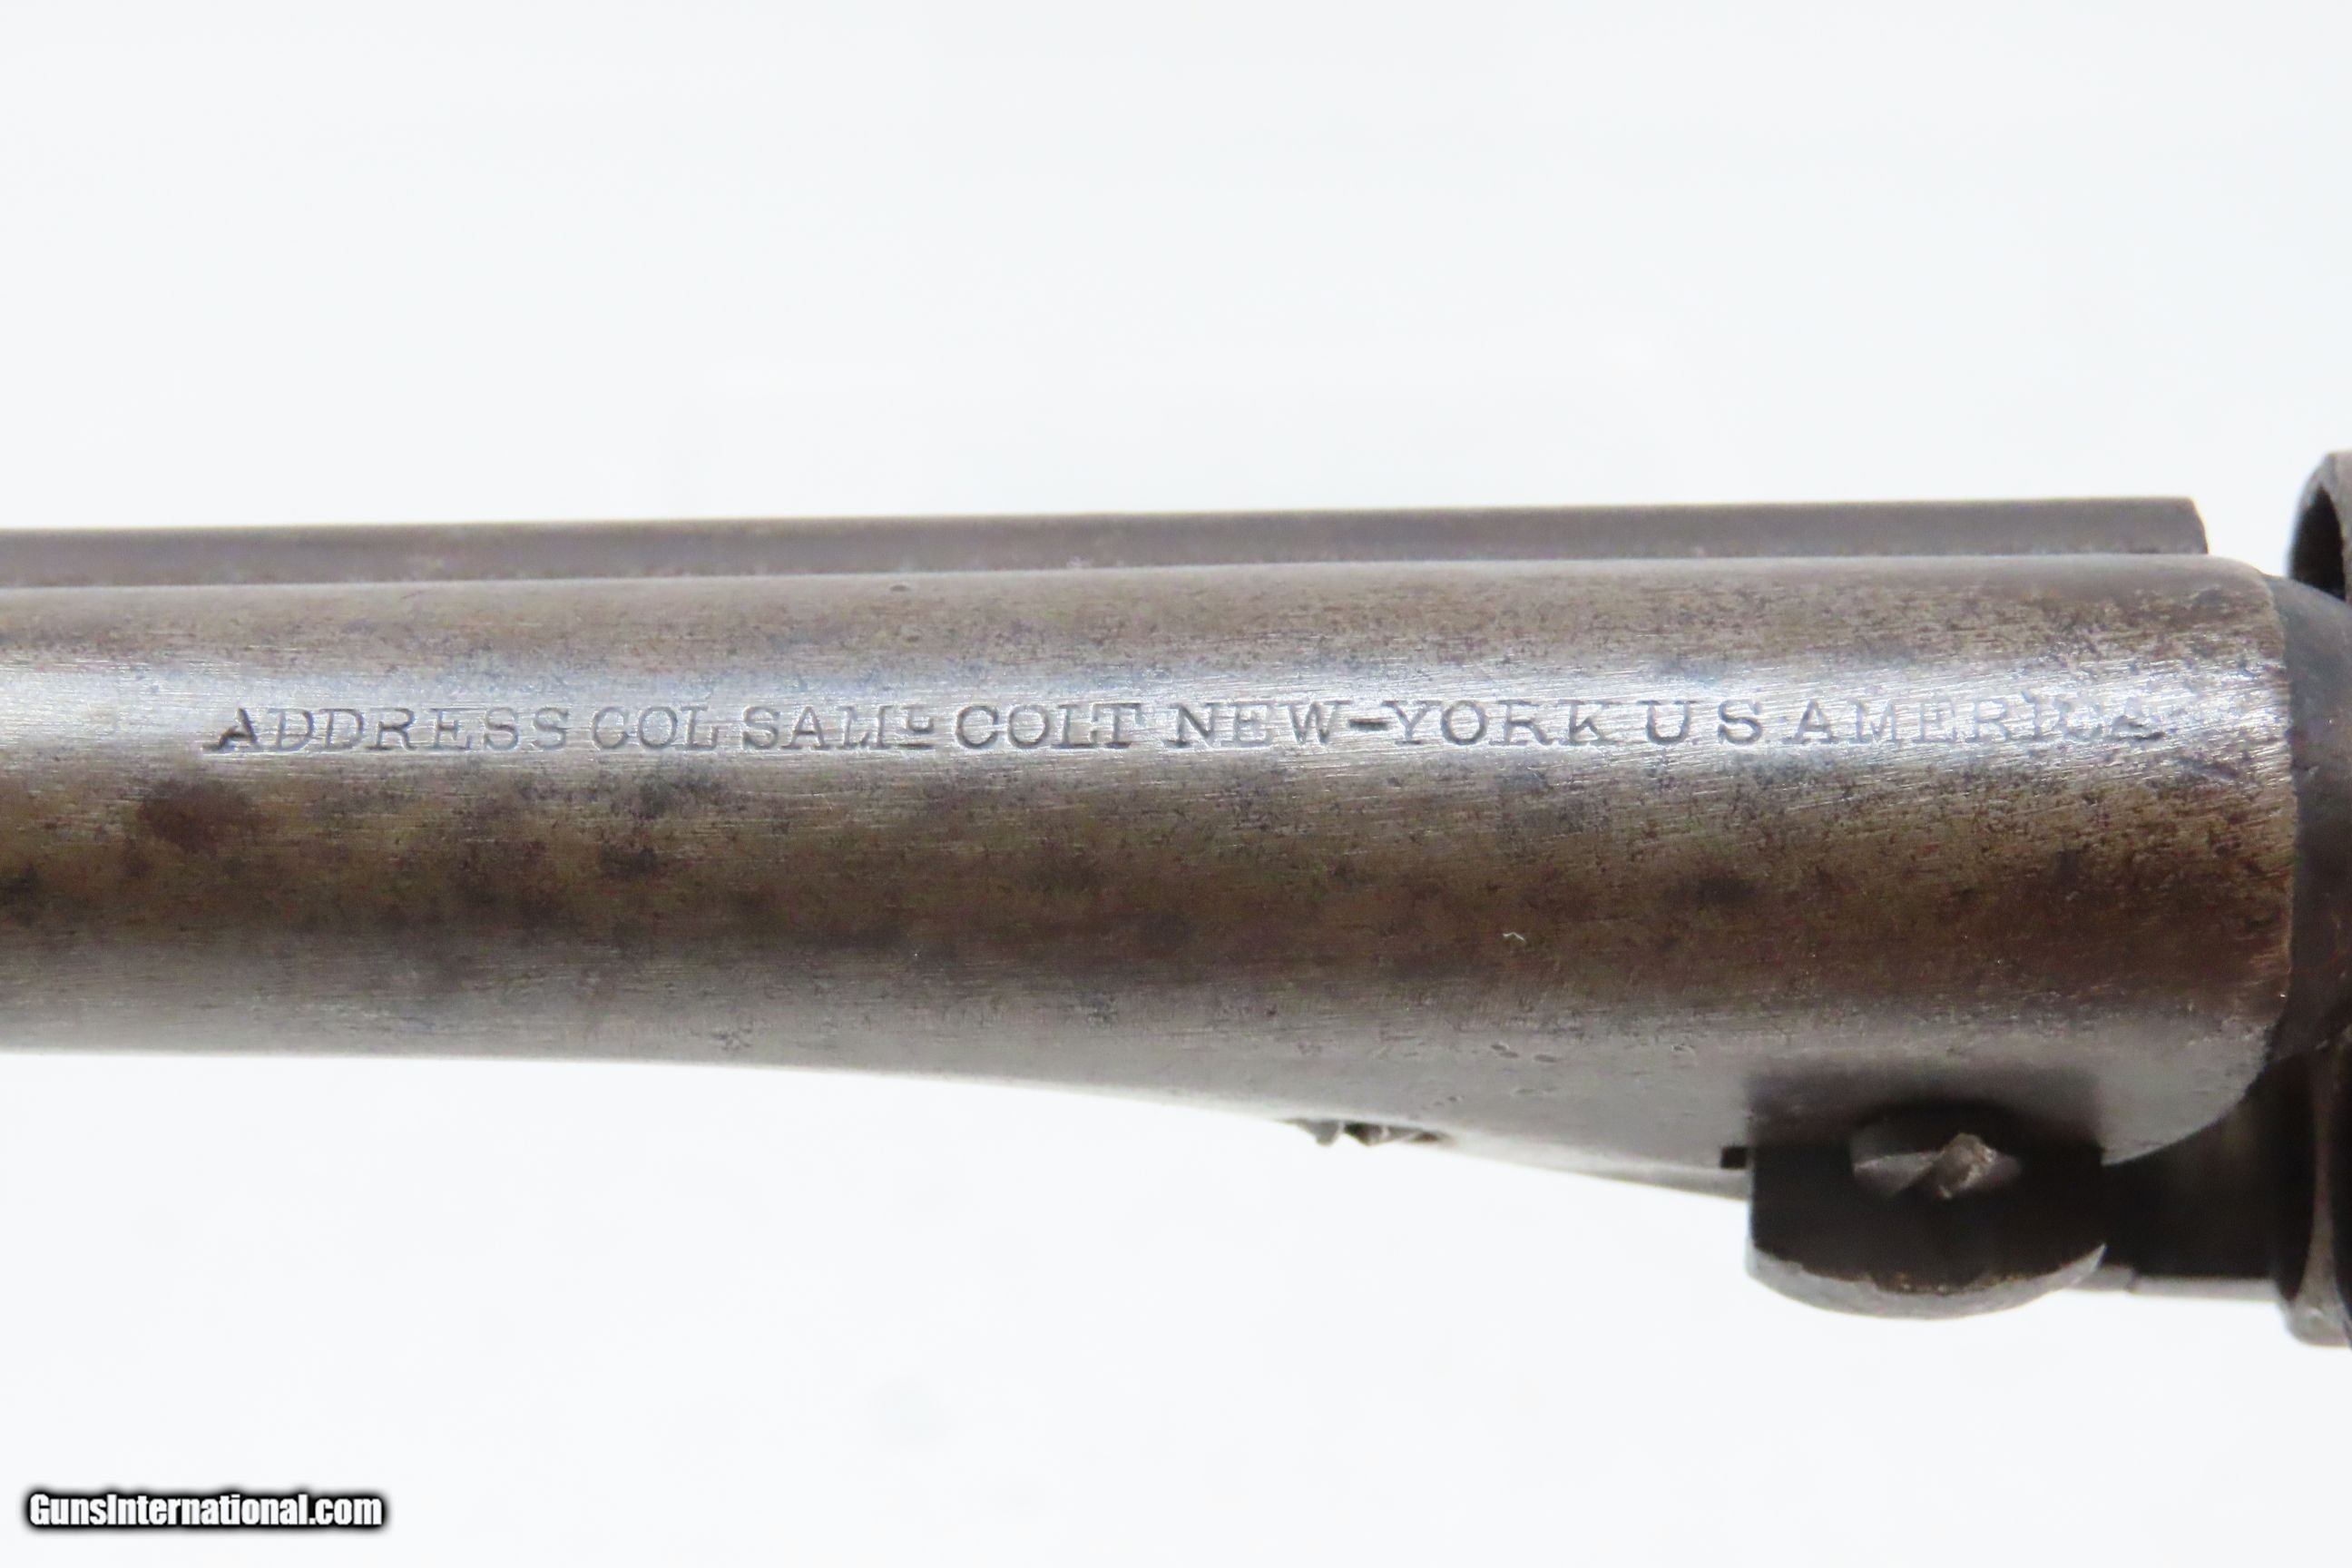 ADDRESS COL SAMˡ COLT NEW-YORK U S AMERICA
GunsInternational.com